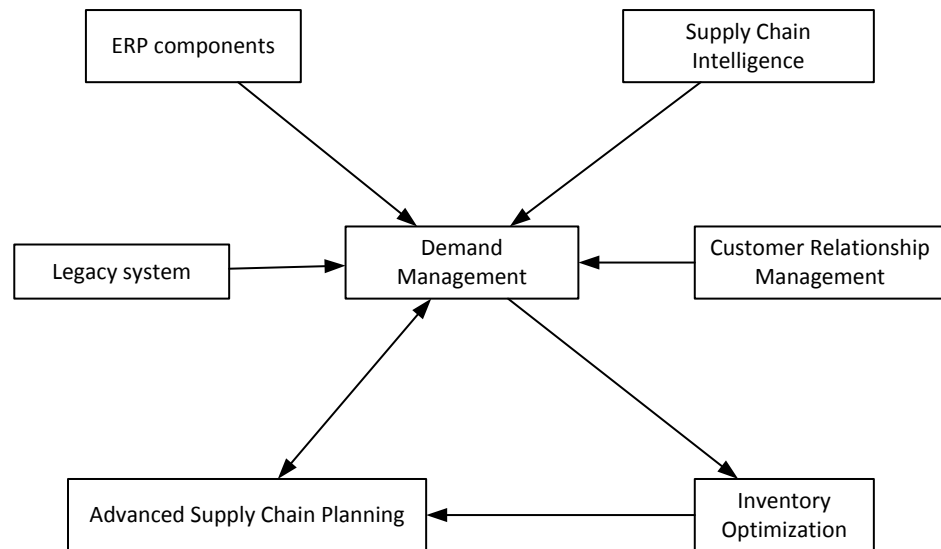 ERP components
Supply Chain
Intelligence
Legacy system
Demand
Management
Customer Relationship
Management
Advanced Supply Chain Planning
Inventory
Optimization